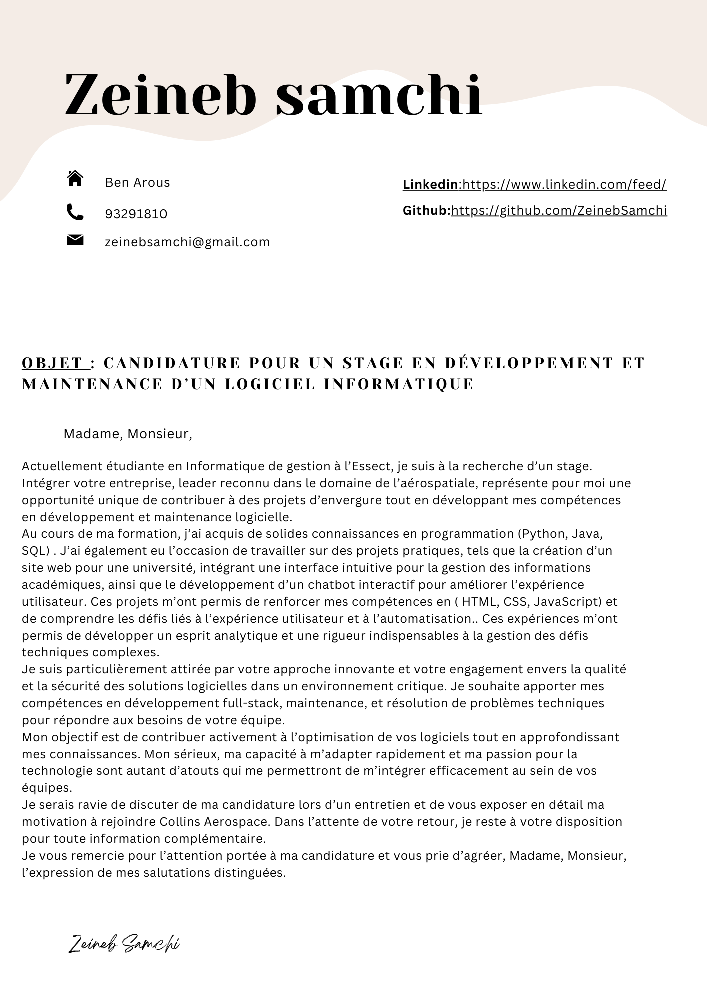 Zeineb samchi
Ben Arous
93291810
zeinebsamchi@gmail.com
Linkedin:https://www.linkedin.com/feed/
Github:https://github.com/ZeinebSamchi
OBJET : CANDIDATURE POUR UN STAGE EN DÉVELOPPEMENT ET
MAINTENANCE D’UN LOGICIEL INFORMATIQUE
Madame, Monsieur,
Actuellement étudiante en Informatique de gestion à l’Essect, je suis à la recherche d’un stage.
Intégrer votre entreprise, leader reconnu dans le domaine de l’aérospatiale, représente pour moi une
opportunité unique de contribuer à des projets d’envergure tout en développant mes compétences
en développement et maintenance logicielle.
Au cours de ma formation, j’ai acquis de solides connaissances en programmation (Python, Java,
SQL) . J’ai également eu l’occasion de travailler sur des projets pratiques, tels que la création d’un
site web pour une université, intégrant une interface intuitive pour la gestion des informations
académiques, ainsi que le développement d’un chatbot interactif pour améliorer l’expérience
utilisateur. Ces projets m’ont permis de renforcer mes compétences en ( HTML, CSS, JavaScript) et
de comprendre les défis liés à l’expérience utilisateur et à l’automatisation.. Ces expériences m’ont
permis de développer un esprit analytique et une rigueur indispensables à la gestion des défis
techniques complexes.
Je suis particulièrement attirée par votre approche innovante et votre engagement envers la qualité
et la sécurité des solutions logicielles dans un environnement critique. Je souhaite apporter mes
compétences en développement full-stack, maintenance, et résolution de problèmes techniques
pour répondre aux besoins de votre équipe.
Mon objectif est de contribuer activement à l’optimisation de vos logiciels tout en approfondissant
mes connaissances. Mon sérieux, ma capacité à m’adapter rapidement et ma passion pour la
technologie sont autant d’atouts qui me permettront de m’intégrer efficacement au sein de vos
équipes.
Je serais ravie de discuter de ma candidature lors d’un entretien et de vous exposer en détail ma
motivation à rejoindre Collins Aerospace. Dans l’attente de votre retour, je reste à votre disposition
pour toute information complémentaire.
Je vous remercie pour l’attention portée à ma candidature et vous prie d’agréer, Madame, Monsieur,
l’expression de mes salutations distinguées.
Zeineb Samchi